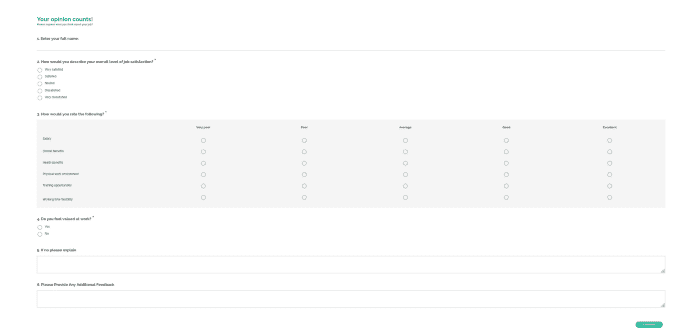 Your opinion counts!
Please explain what you think about your job?
1. Enter your full name:
2. How would you describe your overall level of job satisfaction? *
Very satisfied
Satisfied
Neutral
Dissatisfied
Very dissatisfied
3. How would you rate the following? *
Very poor Poor Average Good Excellent
Salary
Dental benefits
Health benefits
Physical work environment
Training opportunities
Working time flexibility
4. Do you feel valued at work? *
Yes
No
5. If no please explain
6. Please Provide Any Additional Feedback